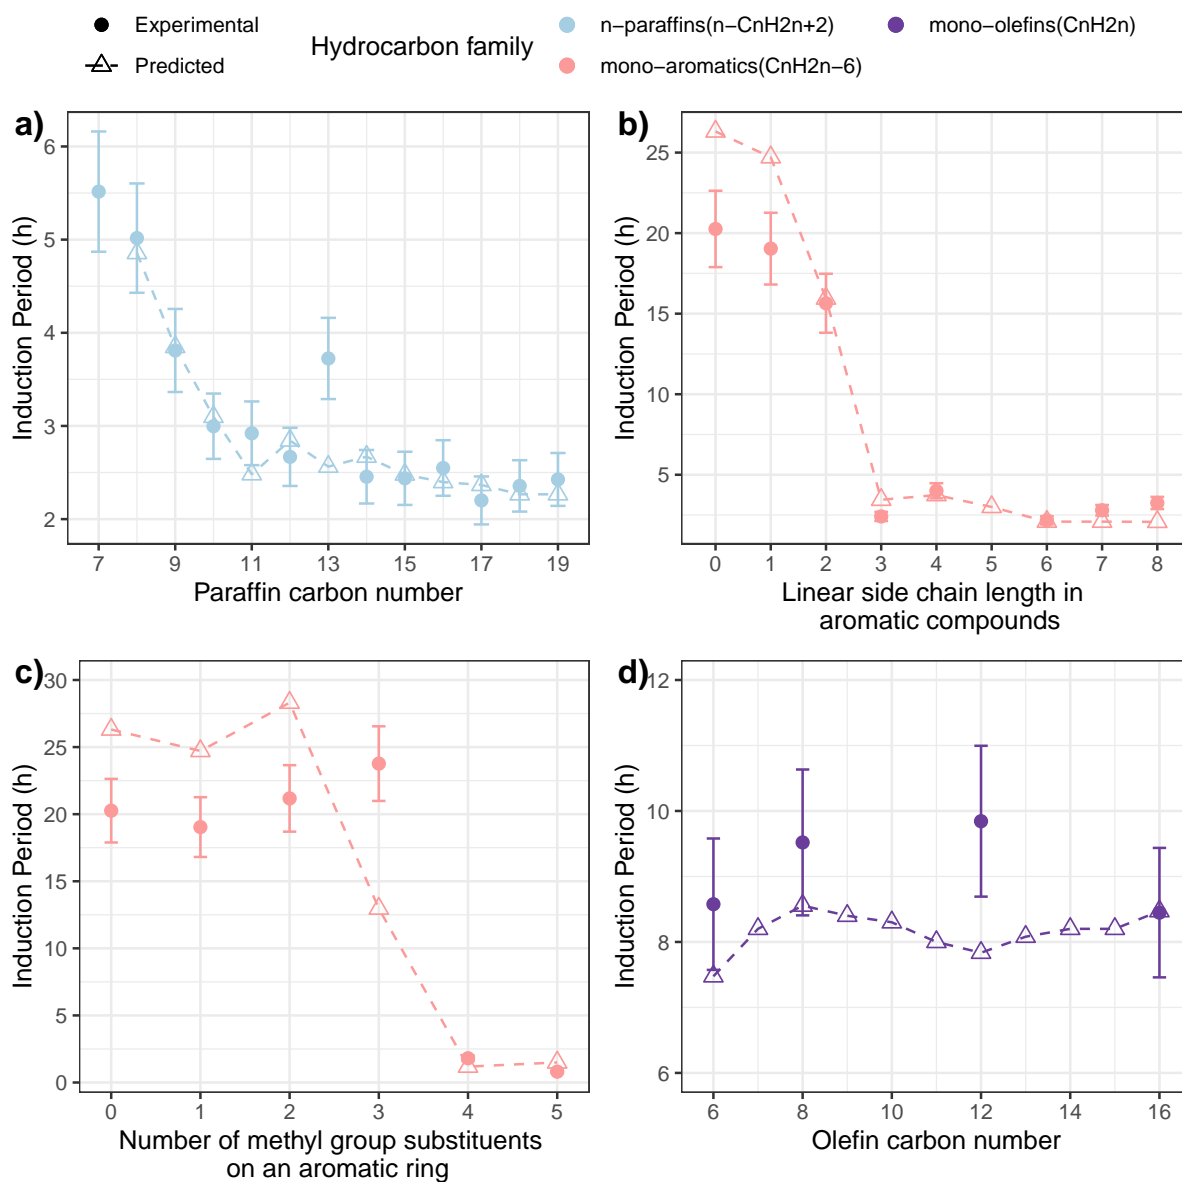 Experimental
Predicted
Hydrocarbon family
n−paraffins(n−CnH2n+2)
mono−aromatics(CnH2n−6)
mono−olefins(CnH2n)
a)
6
5
4
3
2
Induction Period (h)
7 9 11 13 15 17 19
Paraffin carbon number
b)
25
20
15
10
5
Induction Period (h)
0 1 2 3 4 5 6 7 8
Linear side chain length in
aromatic compounds
c)
30
25
20
15
10
5
0
Induction Period (h)
0 1 2 3 4 5
Number of methyl group substituents
on an aromatic ring
d)
12
10
8
6
Induction Period (h)
6 8 10 12 14 16
Olefin carbon number